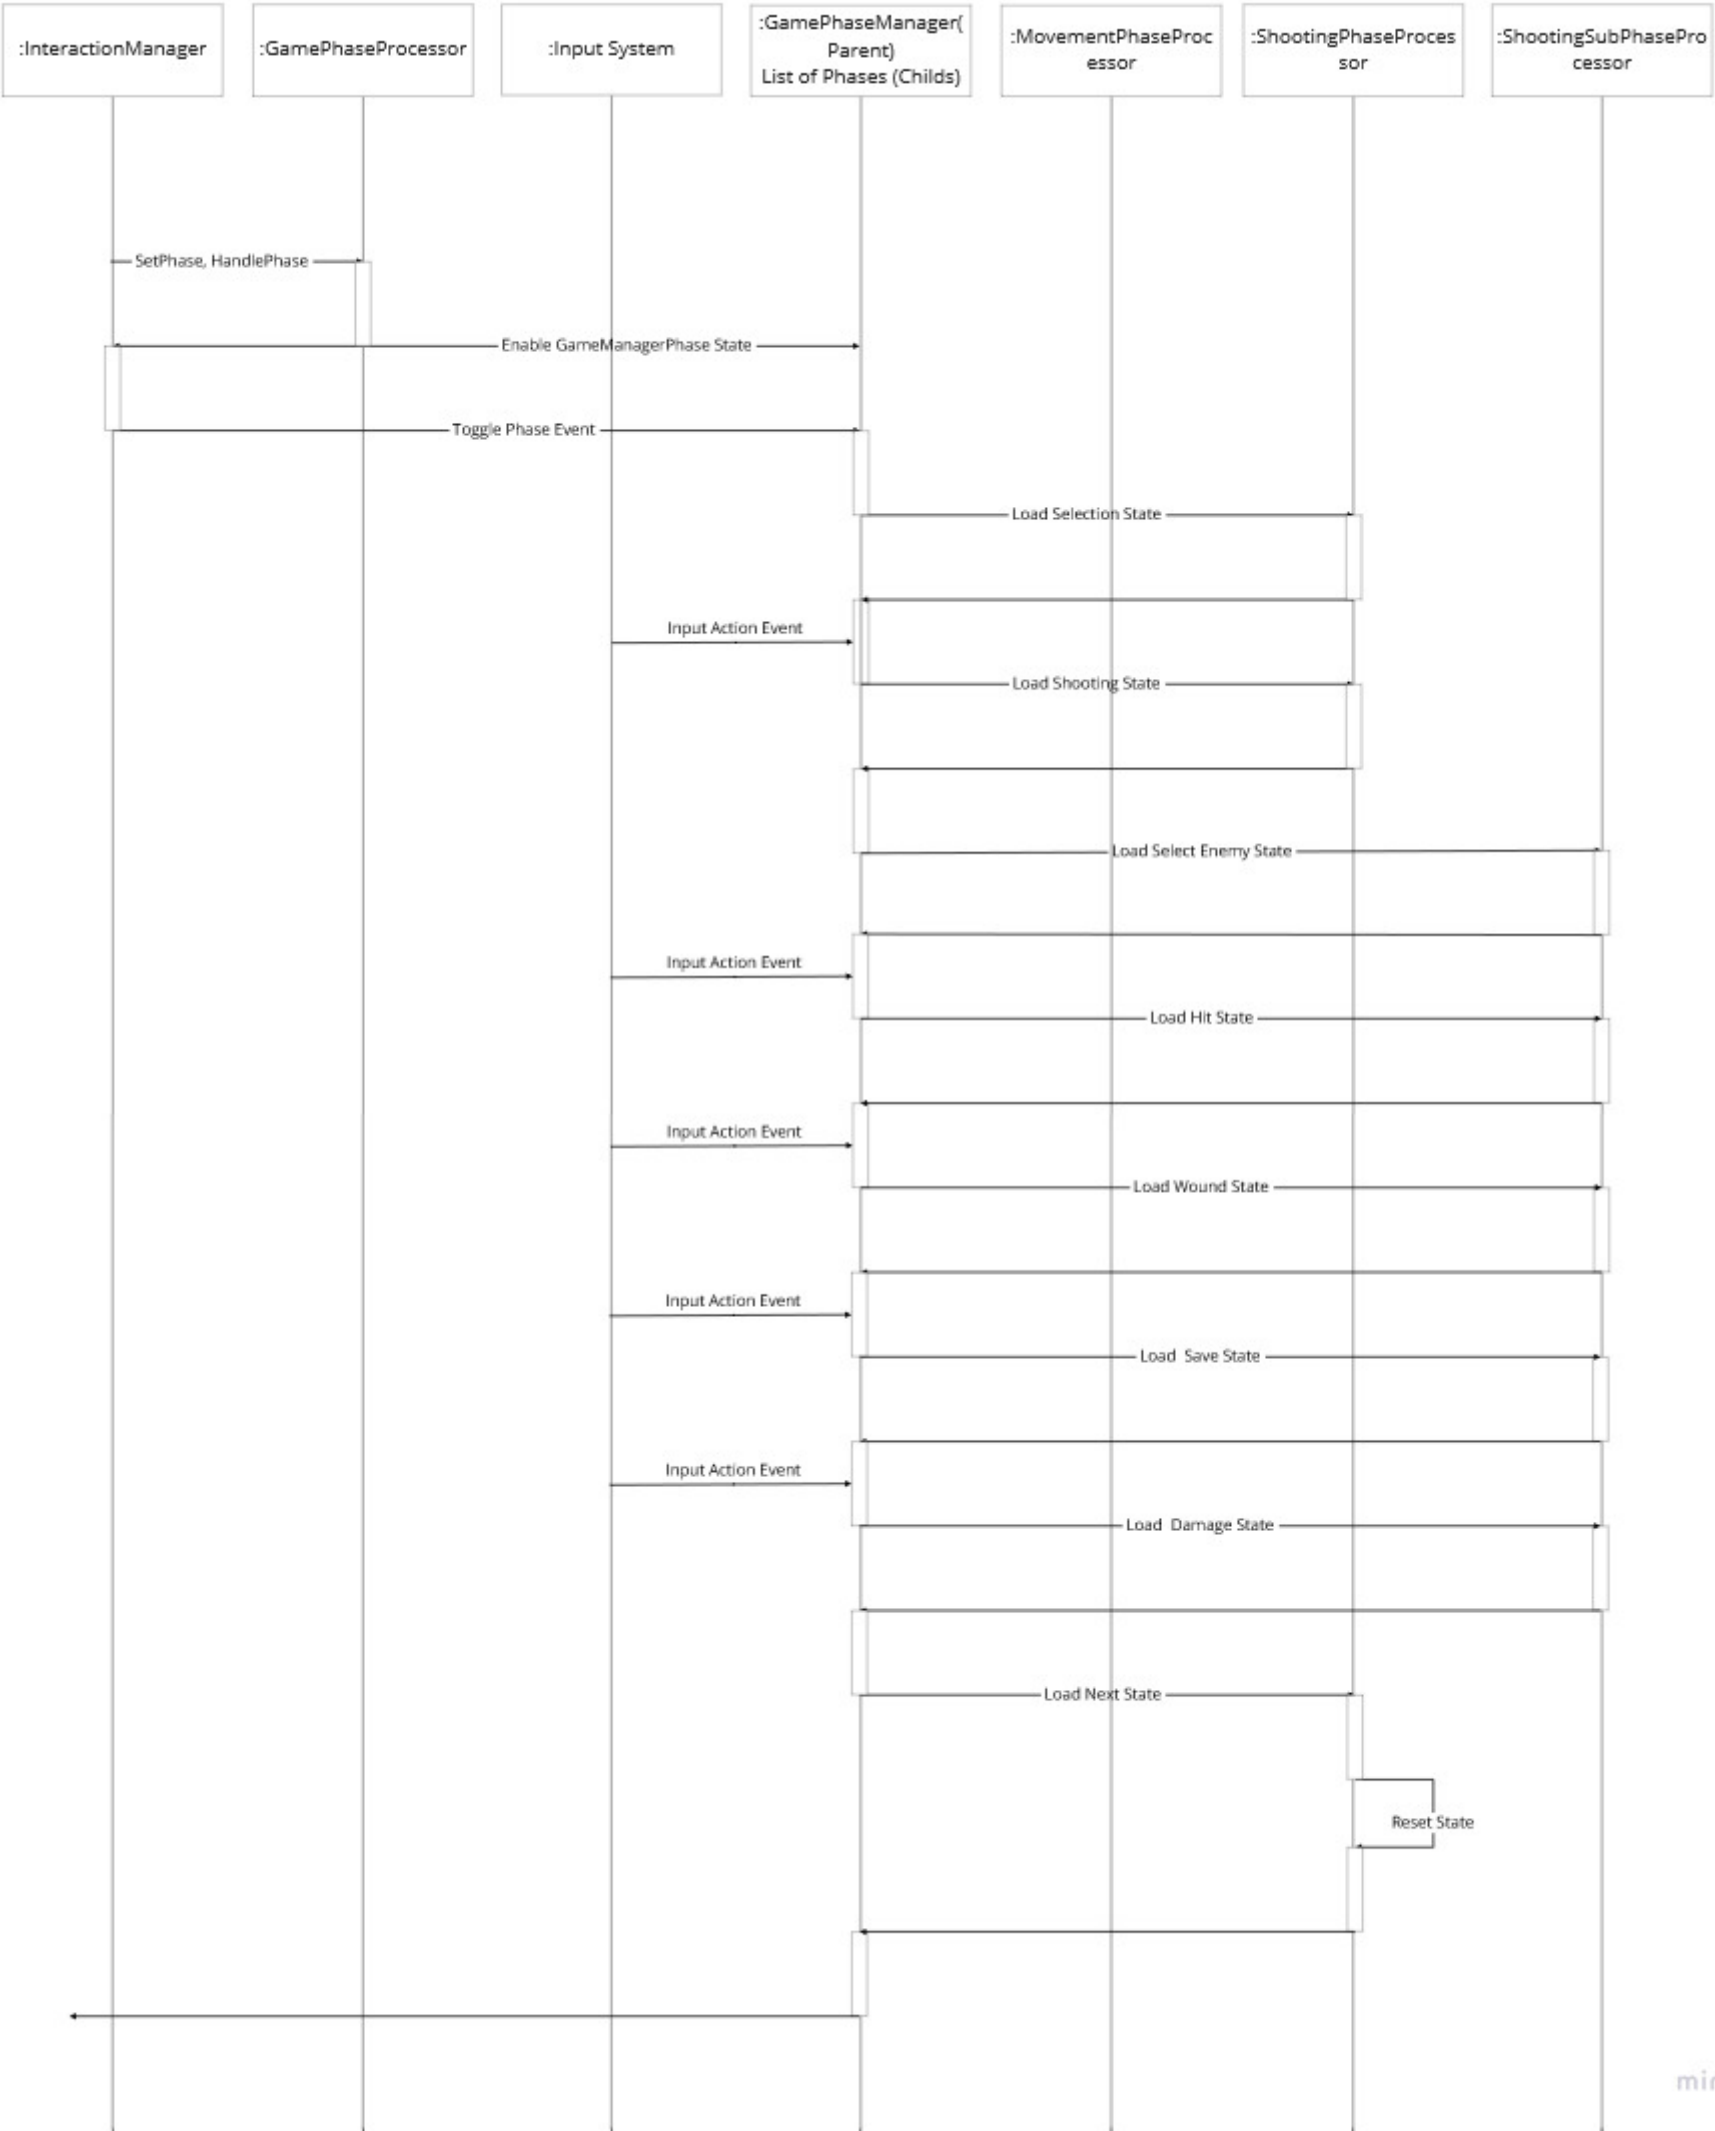 :InteractionManager
:GamePhaseProcessor
:Input System
:GamePhaseManager(
Parent)
List of Phases (Childs)
:MovementPhaseProc
essor
:ShootingPhaseProces
sor
:ShootingSubPhasePro
cessor
SetPhase, HandlePhase
Enable GameManagerPhase State
Toggle Phase Event
Load Selection State
Input Action Event
Load Shooting State
Load Select Enemy State
Input Action Event
Load Hit State
Input Action Event
Load Wound State
Input Action Event
Load  Save State
Input Action Event
Load  Damage State
Load Next State
Reset State